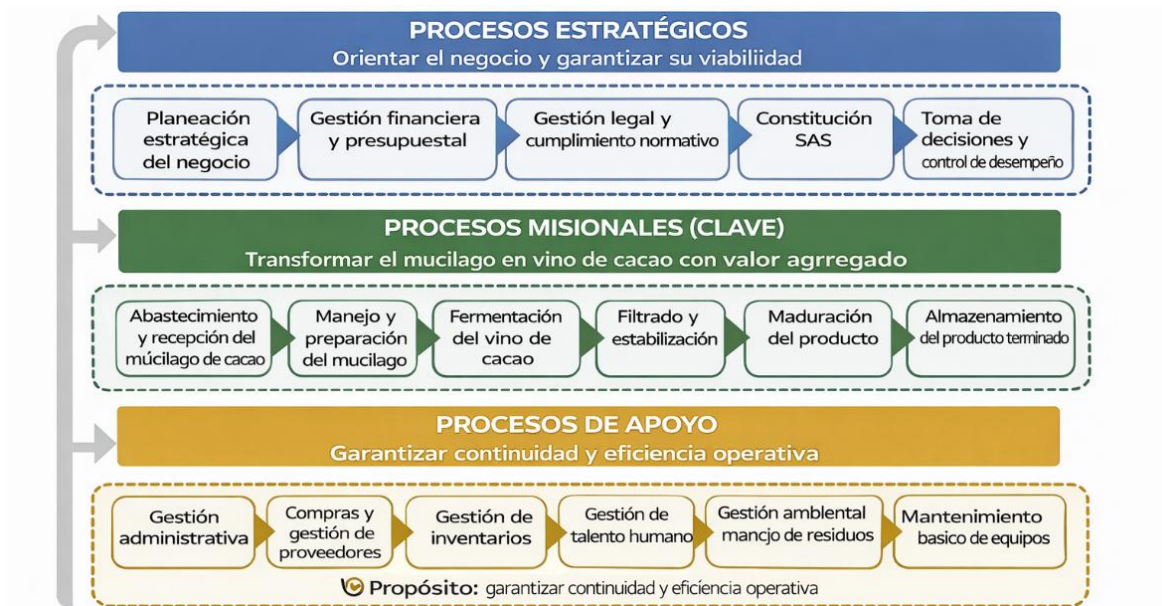 PROCESOS ESTRATÉGICOS
Orientar el negocio y garantizar su viabiliidad
Planeación
estratégica
del negocio
Gestión financiera
y presupuestal
Gestión legal y
cumplimiento normativo
Constitución
SAS
Toma de
decisiones y
control de desempeño
PROCESOS MISIONALES (CLAVE)
Transformar el mucilago en vino de cacao con valor agrregado
Abastecimiento
y recepción del
múcilago de cacao
Manejo y
preparación
del mucilago
Fermentación
del vino de
cacao
Filtrado y
estabilización
Maduración
del producto
Almazenamiento
del producto terminado
PROCESOS DE APOYO
Garantizar continuidad y eficiencia operativa
Gestión
administrativa
Compras y
gestión de
proveedores
Gestión de
inventarios
Gestión de
talento humano
Gestión ambiental
mancjo de residuos
Mantenimiento
basico de equipos
Propósito: garantizar continuidad y eficíencia operativa